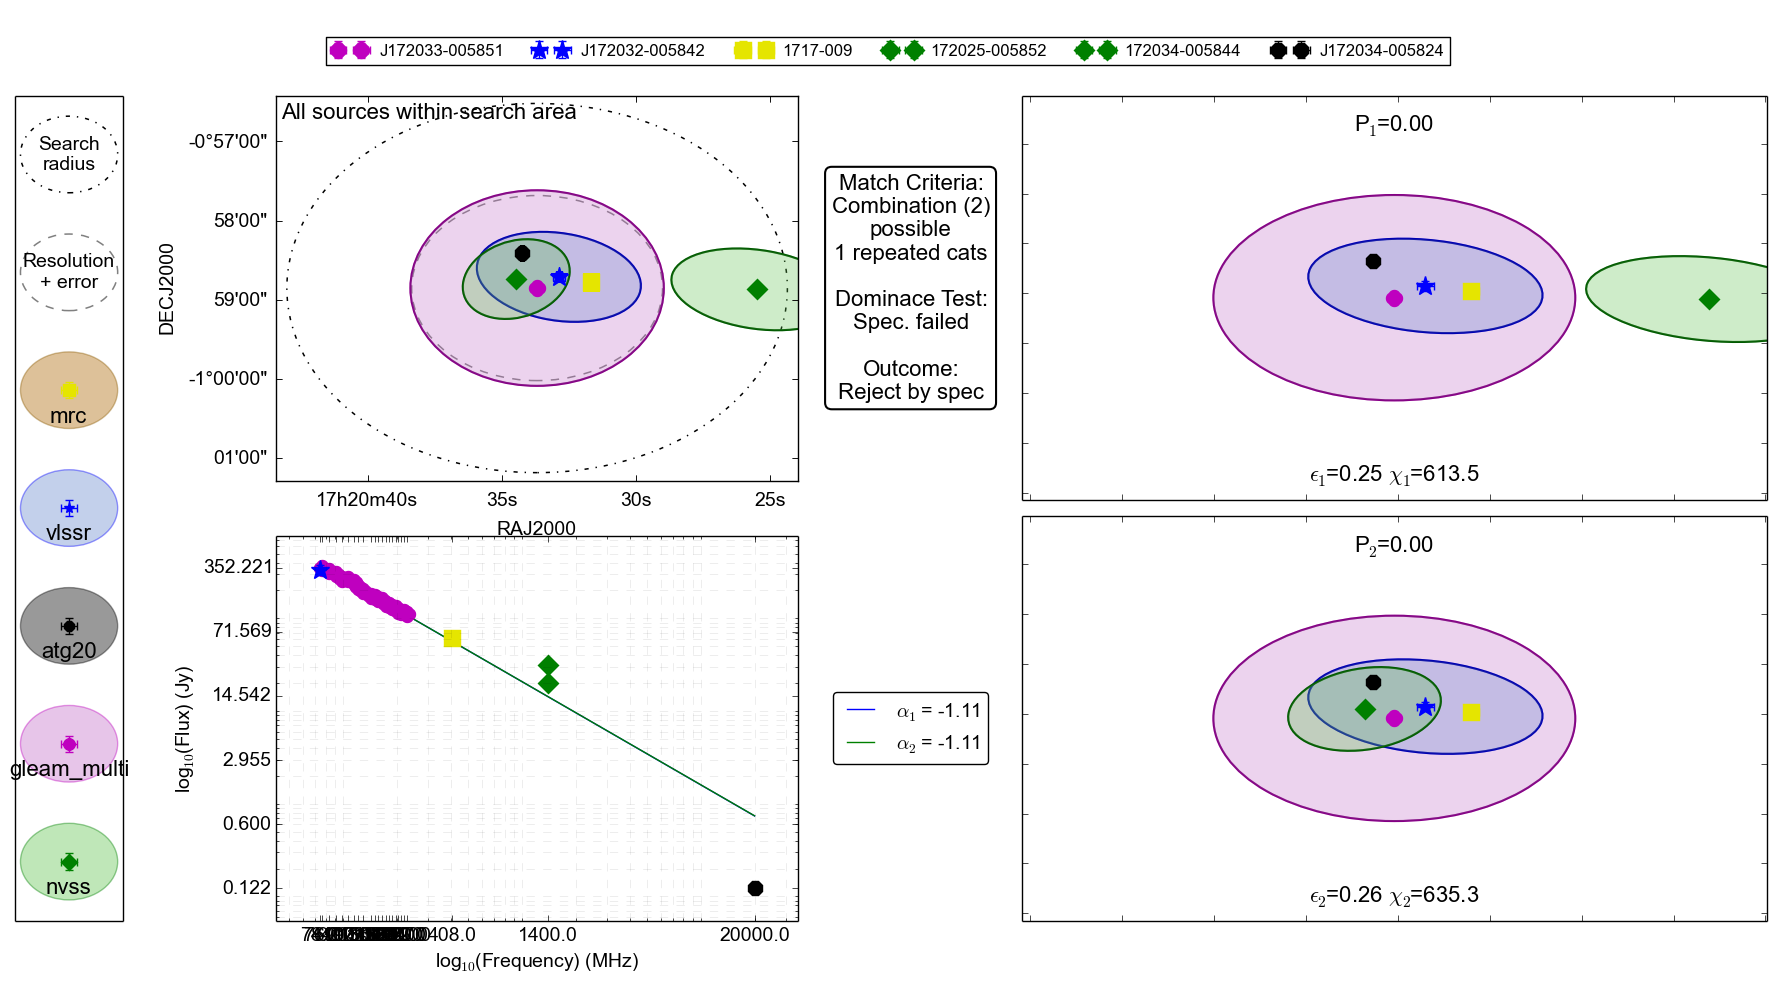 J172033-005851 J172032-005842 1717-009 172025-005852 172034-005844 J172034-005824
Search
radius
Resolution
+ error
mrc
vlssr
atg20
gleam_multi
nvss
All sources within search area
DECJ2000
-0°57'00"
58'00"
59'00"
-1°00'00"
01'00"
17h20m40s 35s 30s 25s
RAJ2000
Match Criteria:
Combination (2)
possible
1 repeated cats
Dominace Test:
Spec. failed
Outcome:
Reject by spec
P1=0.00
ϵ1=0.25 χ1=613.5
log10(Flux) (Jy)
352.221
71.569
14.542
2.955
0.600
0.122
408.0 1400.0 20000.0
log10(Frequency) (MHz)
α1 = -1.11
α2 = -1.11
P2=0.00
ϵ2=0.26 χ2=635.3